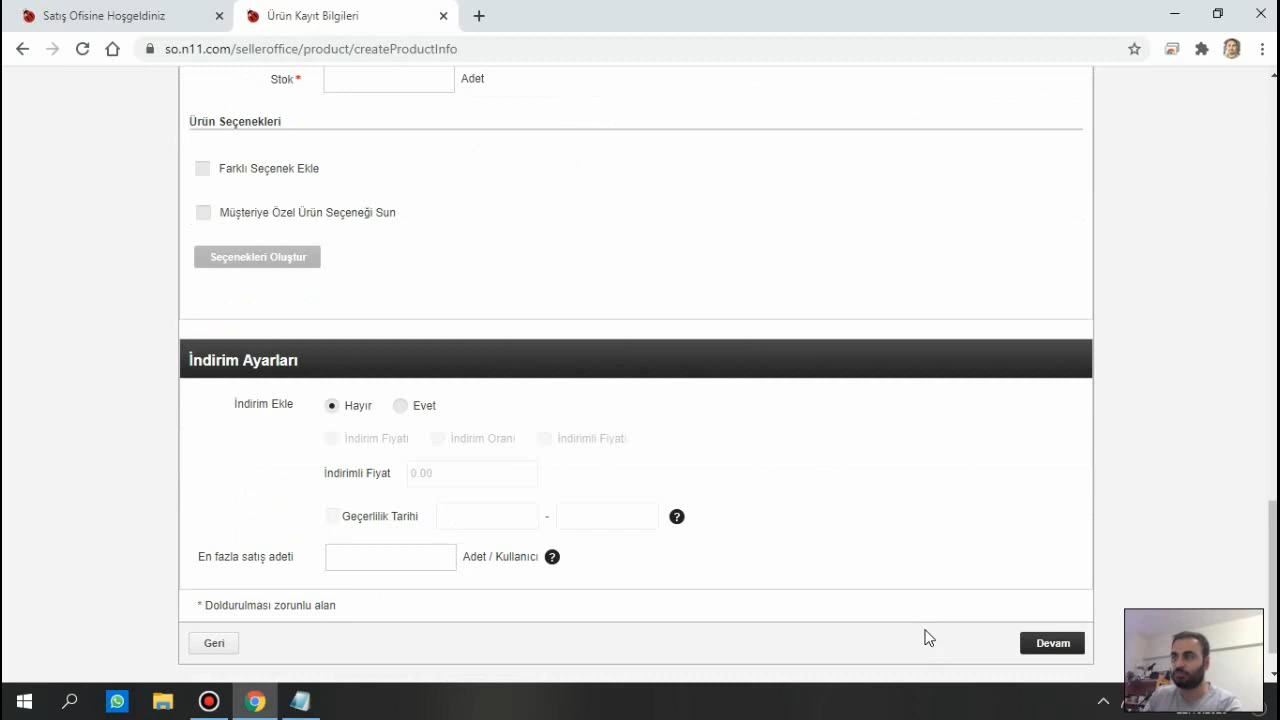 Satış Ofisine Hoşgeldiniz
Ürün Kayıt Bilgileri
so.n11.com/selleroffice/product/createProductInfo
Stok* Adet
Ürün Seçenekleri
Farklı Seçenek Ekle
Müşteriye Özel Ürün Seçeneği Sun
Seçenekleri Oluştur
İndirim Ayarları
İndirim Ekle Hayır Evet
İndirim Fiyatı İndirim Oranı İndirimli Fiyatı
İndirimli Fiyat 0.00
Geçerlilik Tarihi - ?
En fazla satış adeti Adet / Kullanıcı ?
* Doldurulması zorunlu alan
Geri Devam